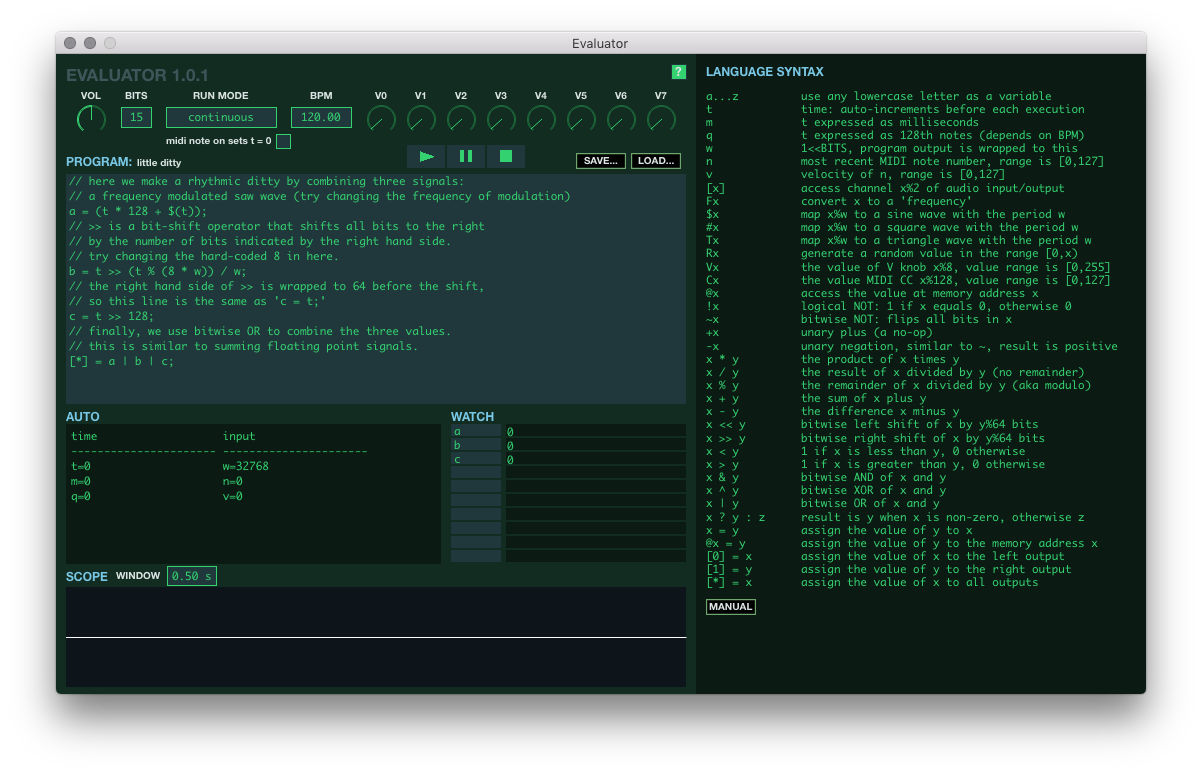 Evaluator
EVALUATOR 1.0.1
?
VOL BITS RUN MODE BPM V0 V1 V2 V3 V4 V5 V6 V7
15 continuous 120.00
midi note on sets t = 0
PROGRAM: little ditty
SAVE... LOAD...
// here we make a rhythmic ditty by combining three signals:
// a frequency modulated saw wave (try changing the frequency of modulation)
a = (t * 128 + $(t));
// >> is a bit-shift operator that shifts all bits to the right
// by the number of bits indicated by the right hand side.
// try changing the hard-coded 8 in here.
b = t >> (t % (8 * w)) / w;
// the right hand side of >> is wrapped to 64 before the shift,
// so this line is the same as 'c = t;'
c = t >> 128;
// finally, we use bitwise OR to combine the three values.
// this is similar to summing floating point signals.
[*] = a | b | c;
AUTO
time input
---------------------- ----------------------
t=0 w=32768
m=0 n=0
q=0 v=0
WATCH
a 0
b 0
c 0
SCOPE WINDOW 0.50 s
LANGUAGE SYNTAX
a...z use any lowercase letter as a variable
t time: auto-increments before each execution
m t expressed as milliseconds
q t expressed as 128th notes (depends on BPM)
w 1<<BITS, program output is wrapped to this
n most recent MIDI note number, range is [0,127]
v velocity of n, range is [0,127]
[x] access channel x%2 of audio input/output
Fx convert x to a 'frequency'
$x map x%w to a sine wave with the period w
#x map x%w to a square wave with the period w
Tx map x%w to a triangle wave with the period w
Rx generate a random value in the range [0,x)
Vx the value of V knob x%8, value range is [0,255]
Cx the value MIDI CC x%128, value range is [0,127]
@x access the value at memory address x
!x logical NOT: 1 if x equals 0, otherwise 0
~x bitwise NOT: flips all bits in x
+x unary plus (a no-op)
-x unary negation, similar to ~, result is positive
x * y the product of x times y
x / y the result of x divided by y (no remainder)
x % y the remainder of x divided by y (aka modulo)
x + y the sum of x plus y
x - y the difference x minus y
x << y bitwise left shift of x by y%64 bits
x >> y bitwise right shift of x by y%64 bits
x < y 1 if x is less than y, 0 otherwise
x > y 1 if x is greater than y, 0 otherwise
x & y bitwise AND of x and y
x ^ y bitwise XOR of x and y
x | y bitwise OR of x and y
x ? y : z result is y when x is non-zero, otherwise z
x = y assign the value of y to x
@x = y assign the value of y to the memory address x
[0] = x assign the value of x to the left output
[1] = y assign the value of y to the right output
[*] = x assign the value of x to all outputs
MANUAL